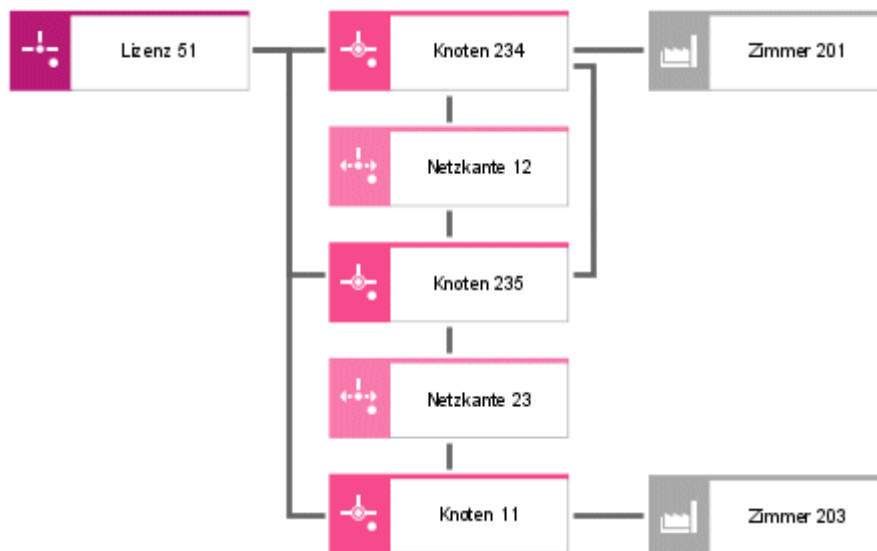 Lizenz 51
Knoten 234
Zimmer 201
Netzkante 12
Knoten 235
Netzkante 23
Knoten 11
Zimmer 203